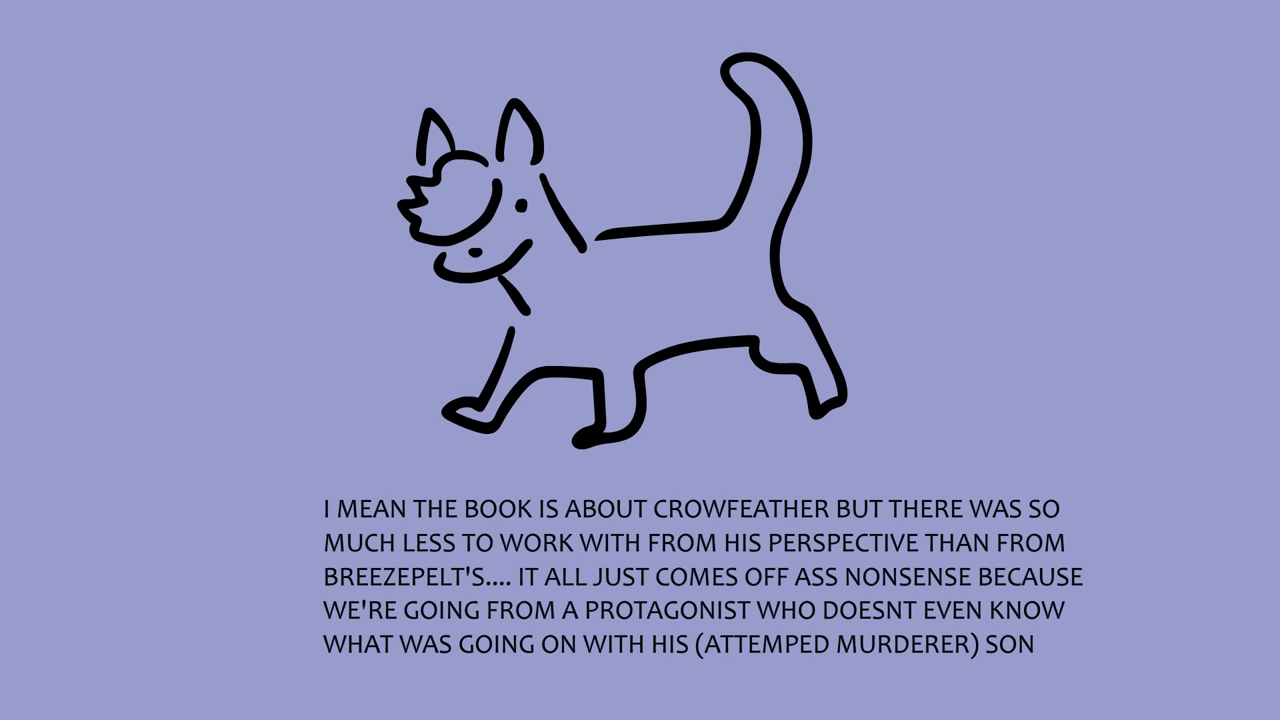 I MEAN THE BOOK IS ABOUT CROWFEATHER BUT THERE WAS SO
MUCH LESS TO WORK WITH FROM HIS PERSPECTIVE THAN FROM
BREEZEPELT'S.... IT ALL JUST COMES OFF ASS NONSENSE BECAUSE
WE'RE GOING FROM A PROTAGONIST WHO DOESNT EVEN KNOW
WHAT WAS GOING ON WITH HIS (ATTEMPED MURDERER) SON